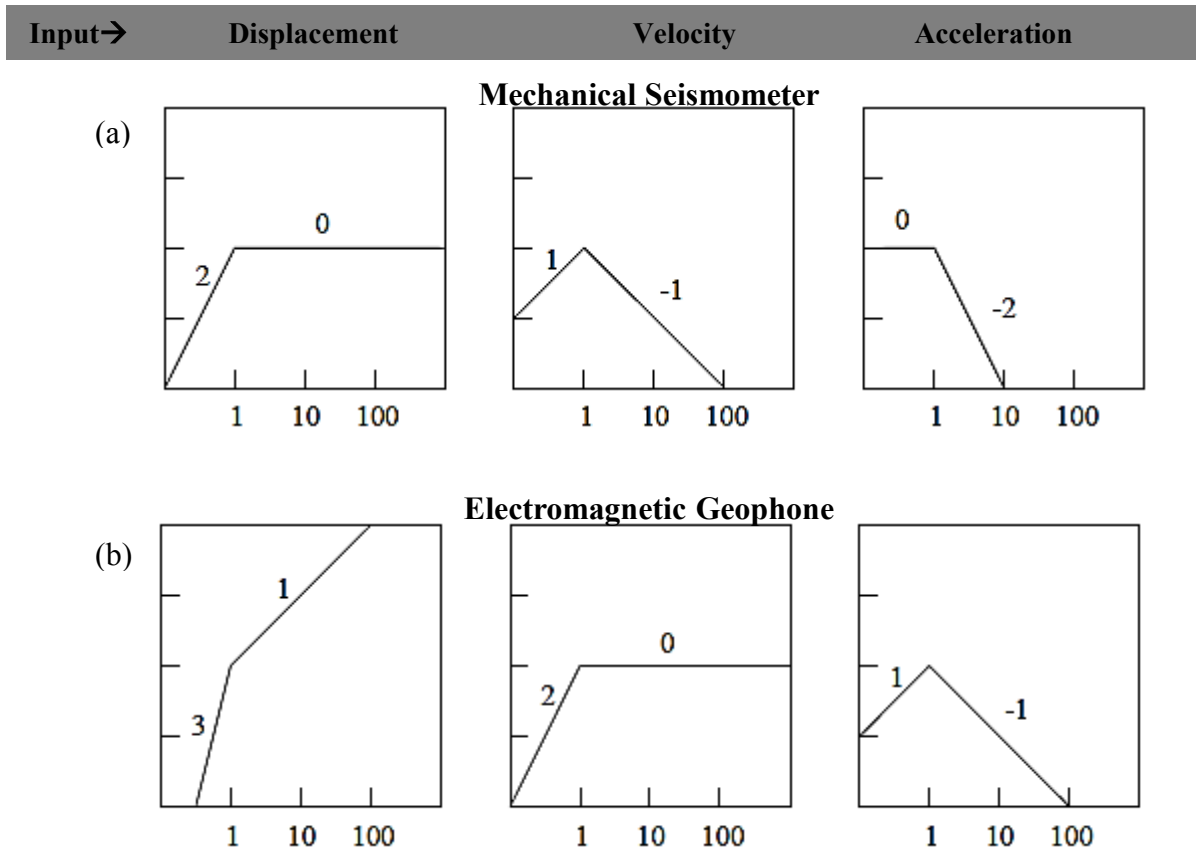 Input→ Displacement Velocity Acceleration
Mechanical Seismometer
(a)
0 0
2 1 -1 -2
1 10 100 1 10 100 1 10 100
Electromagnetic Geophone
(b)
1 0
3 2 1 -1
1 10 100 1 10 100 1 10 100